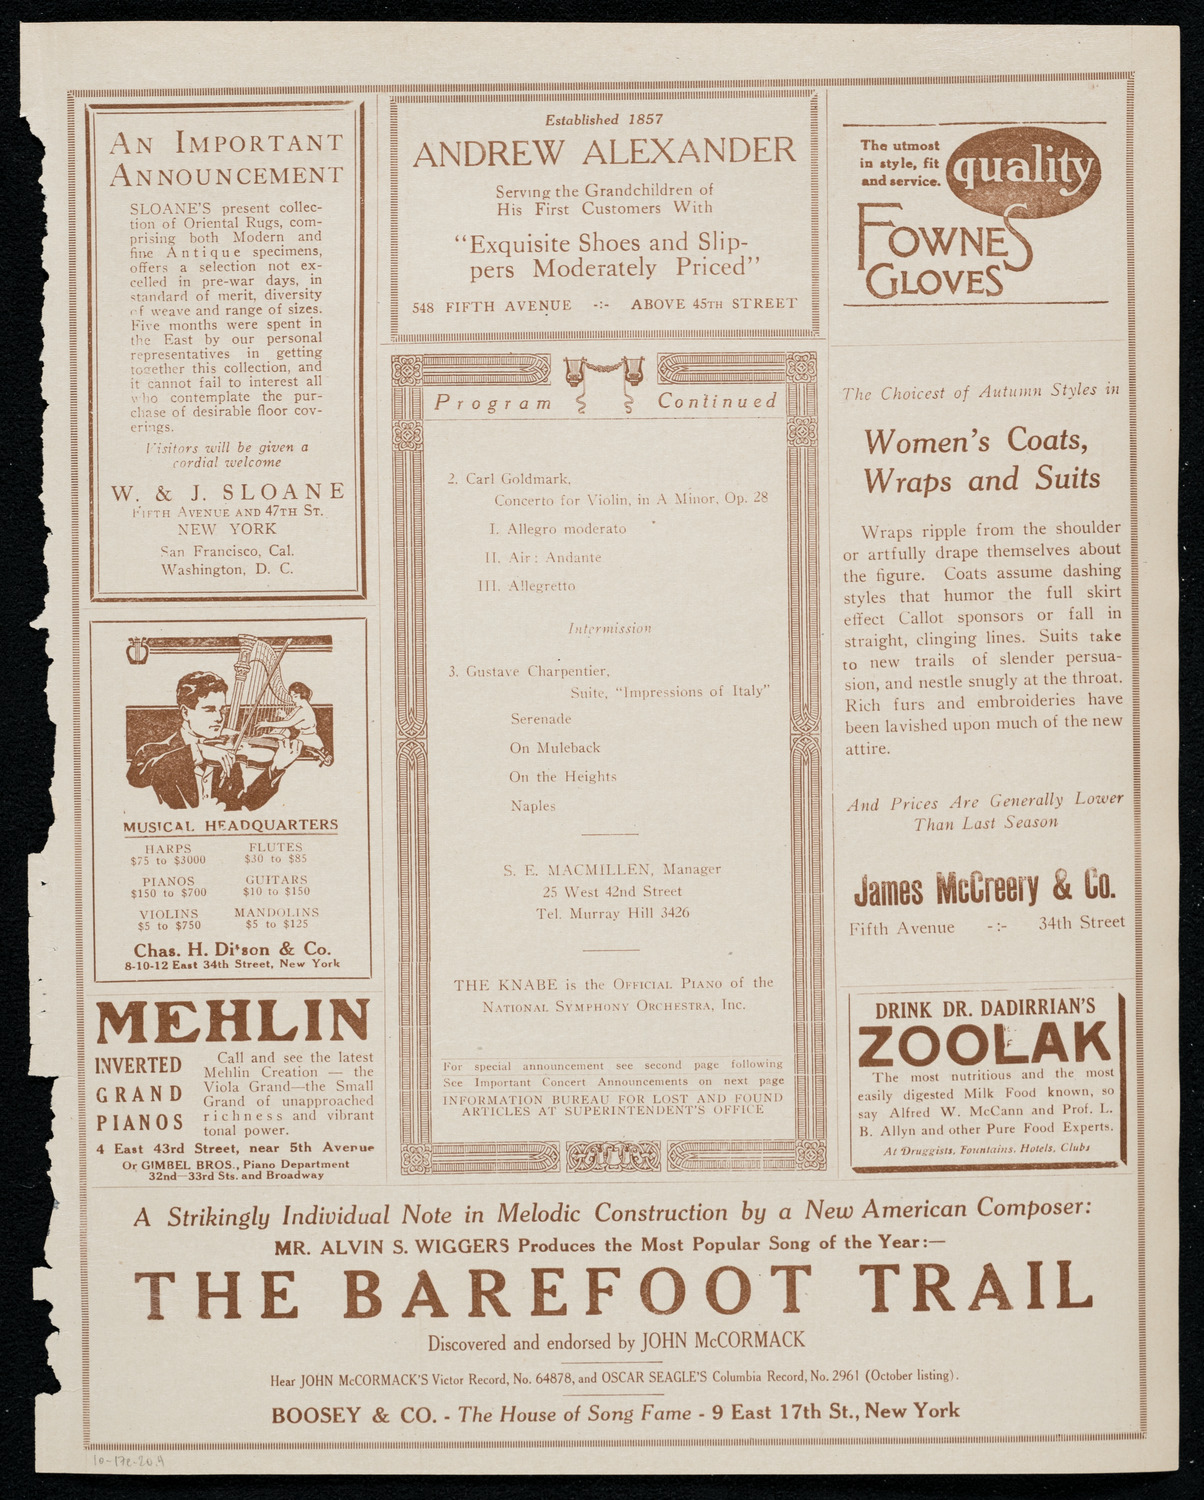 AN IMPORTANT
ANNOUNCEMENT
SLOANE'S present collec-
tion of Oriental Rugs, com-
prising both Modern and
fine Antique specimens,
offers a selection not ex-
celled in pre-war days, in
standard of merit, diversity
of weave and range of sizes.
Five months were spent in
the East by our personal
representatives in getting
together this collection, and
it cannot fail to interest all
who contemplate the pur-
chase of desirable floor cov-
erings.
Visitors will be given a
cordial welcome
W. & J. SLOANE
FIFTH AVENUE AND 47TH ST.
NEW YORK
San Francisco, Cal.
Washington, D. C.
MUSICAL HEADQUARTERS
HARPS FLUTES
$75 to $3000 $30 to $85
PIANOS GUITARS
$150 to $700 $10 to $150
VIOLINS MANDOLINS
$5 to $750 $5 to $125
Chas. H. Ditson & Co.
8-10-12 East 34th Street, New York
MEHLIN
INVERTED
GRAND
PIANOS
Call and see the latest
Mehlin Creation — the
Viola Grand—the Small
Grand of unapproached
richness and vibrant
tonal power.
4 East 43rd Street, near 5th Avenue
Or GIMBEL BROS., Piano Department
32nd—33rd Sts. and Broadway
Established 1857
ANDREW ALEXANDER
Serving the Grandchildren of
His First Customers With
"Exquisite Shoes and Slip-
pers Moderately Priced"
548 FIFTH AVENUE -:- ABOVE 45TH STREET
Program Continued
2. Carl Goldmark,
Concerto for Violin, in A Minor, Op. 28
I. Allegro moderato
II. Air: Andante
III. Allegretto
Intermission
3. Gustave Charpentier,
Suite, "Impressions of Italy"
Serenade
On Muleback
On the Heights
Naples
S. E. MACMILLEN, Manager
25 West 42nd Street
Tel. Murray Hill 3426
THE KNABE is the OFFICIAL PIANO of the
NATIONAL SYMPHONY ORCHESTRA, INC.
For special announcement see second page following
See Important Concert Announcements on next page
INFORMATION BUREAU FOR LOST AND FOUND
ARTICLES AT SUPERINTENDENT'S OFFICE
The utmost
in style, fit
and service.
quality
FOWNES
GLOVES
The Choicest of Autumn Styles in
Women's Coats,
Wraps and Suits
Wraps ripple from the shoulder
or artfully drape themselves about
the figure. Coats assume dashing
styles that humor the full skirt
effect Callot sponsors or fall in
straight, clinging lines. Suits take
to new trails of slender persua-
sion, and nestle snugly at the throat.
Rich furs and embroideries have
been lavished upon much of the new
attire.
And Prices Are Generally Lower
Than Last Season
James McCreery & Co.
Fifth Avenue -:- 34th Street
DRINK DR. DADIRRIAN'S
ZOOLAK
The most nutritious and the most
easily digested Milk Food known, so
say Alfred W. McCann and Prof. L.
B. Allyn and other Pure Food Experts.
At Druggists, Fountains, Hotels, Clubs
A Strikingly Individual Note in Melodic Construction by a New American Composer:
MR. ALVIN S. WIGGERS Produces the Most Popular Song of the Year:—
THE BAREFOOT TRAIL
Discovered and endorsed by JOHN McCORMACK
Hear JOHN McCORMACK'S Victor Record, No. 64878, and OSCAR SEAGLE'S Columbia Record, No. 2961 (October listing).
BOOSEY & CO. - The House of Song Fame - 9 East 17th St., New York